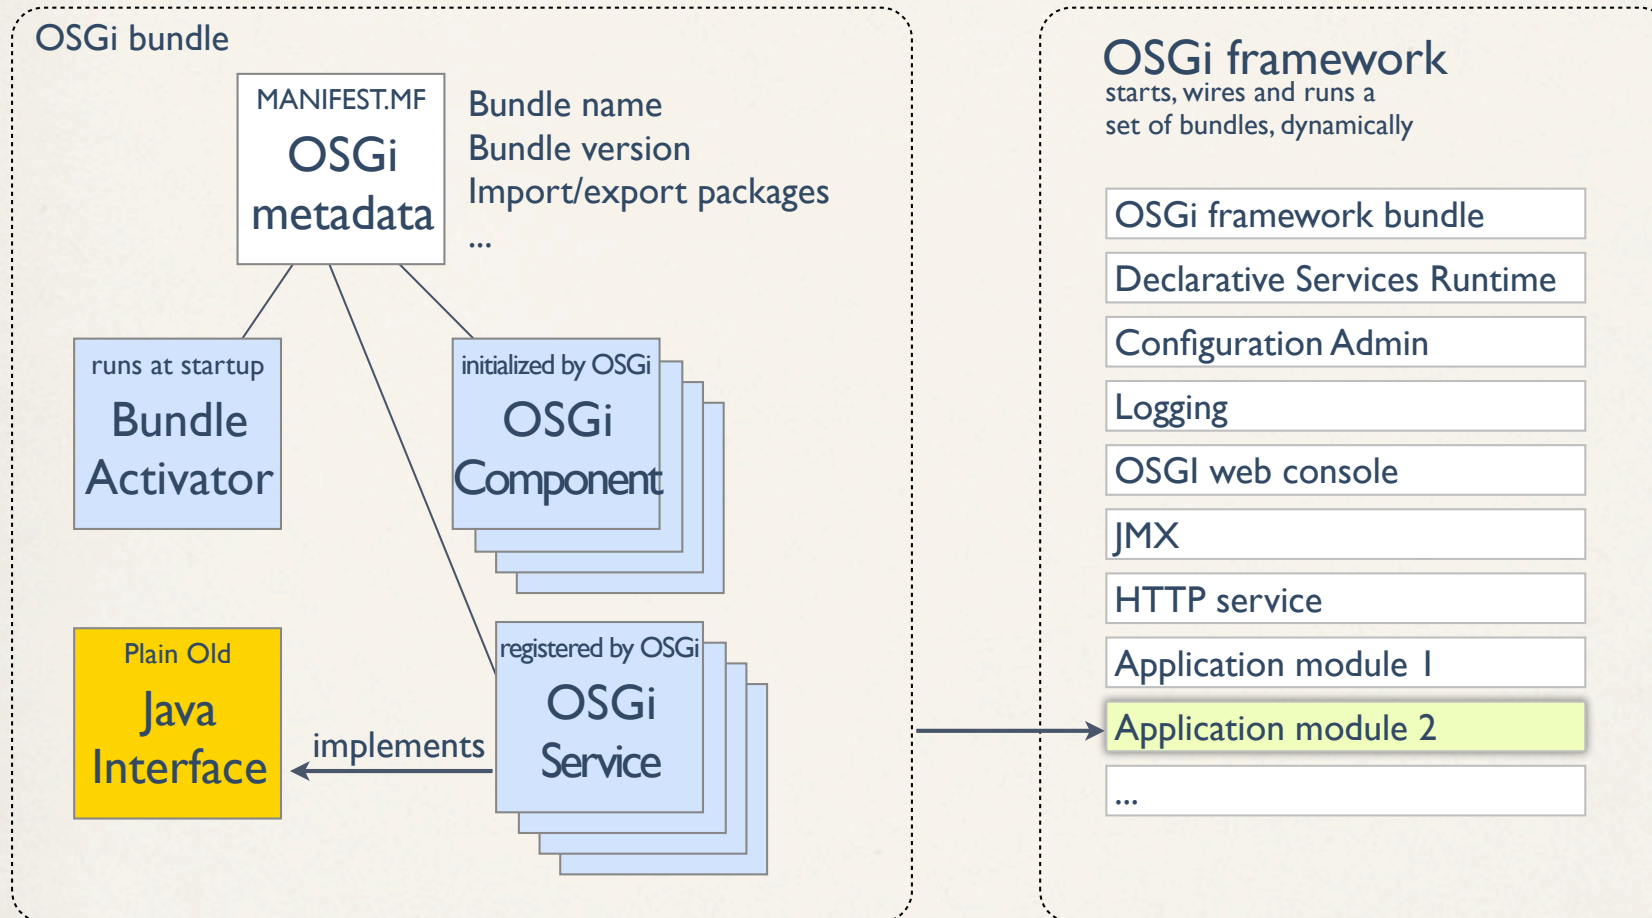 OSGi bundle
MANIFEST.MF
OSGi
metadata
Bundle name
Bundle version
Import/export packages
...
runs at startup
Bundle
Activator
initialized by OSGi
OSGi
Component
Plain Old
Java
Interface
implements
registered by OSGi
OSGi
Service
OSGi framework
starts, wires and runs a
set of bundles, dynamically
OSGi framework bundle
Declarative Services Runtime
Configuration Admin
Logging
OSGI web console
JMX
HTTP service
Application module 1
Application module 2
...